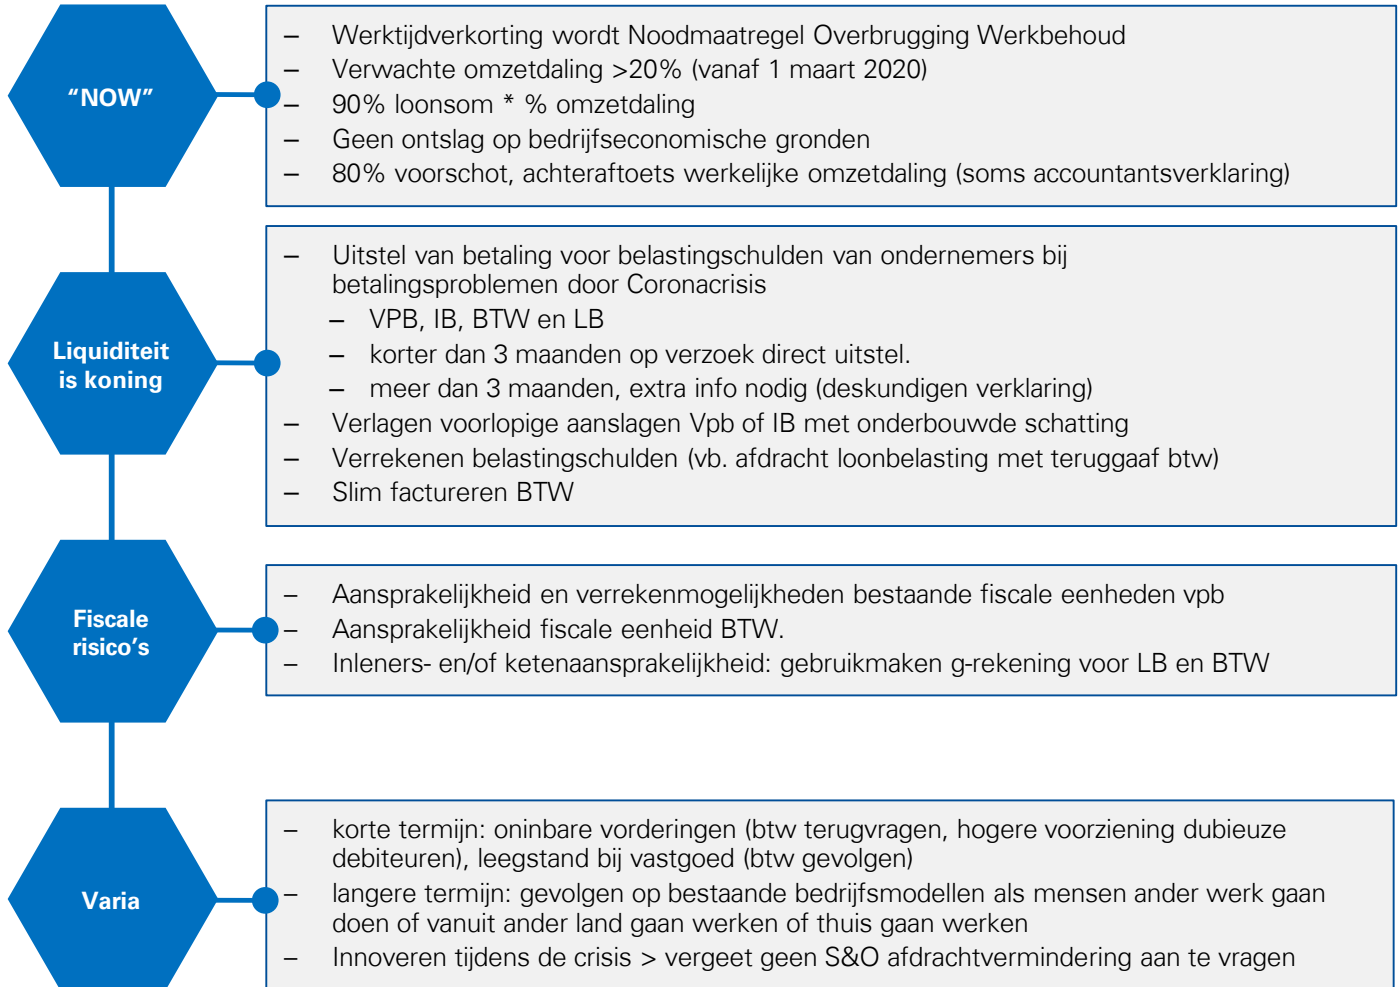 "NOW"
– Werktijdverkorting wordt Noodmaatregel Overbrugging Werkbehoud
– Verwachte omzetdaling >20% (vanaf 1 maart 2020)
– 90% loonsom * % omzetdaling
– Geen ontslag op bedrijfseconomische gronden
– 80% voorschot, achteraftoets werkelijke omzetdaling (soms accountantsverklaring)
Liquiditeit
is koning
– Uitstel van betaling voor belastingschulden van ondernemers bij
betalingsproblemen door Coronacrisis
– VPB, IB, BTW en LB
– korter dan 3 maanden op verzoek direct uitstel.
– meer dan 3 maanden, extra info nodig (deskundigen verklaring)
– Verlagen voorlopige aanslagen Vpb of IB met onderbouwde schatting
– Verrekenen belastingschulden (vb. afdracht loonbelasting met teruggaaf btw)
– Slim factureren BTW
Fiscale
risico's
– Aansprakelijkheid en verrekenmogelijkheden bestaande fiscale eenheden vpb
– Aansprakelijkheid fiscale eenheid BTW.
– Inleners- en/of ketenaansprakelijkheid: gebruikmaken g-rekening voor LB en BTW
Varia
– korte termijn: oninbare vorderingen (btw terugvragen, hogere voorziening dubieuze
debiteuren), leegstand bij vastgoed (btw gevolgen)
– langere termijn: gevolgen op bestaande bedrijfsmodellen als mensen ander werk gaan
doen of vanuit ander land gaan werken of thuis gaan werken
– Innoveren tijdens de crisis > vergeet geen S&O afdrachtvermindering aan te vragen